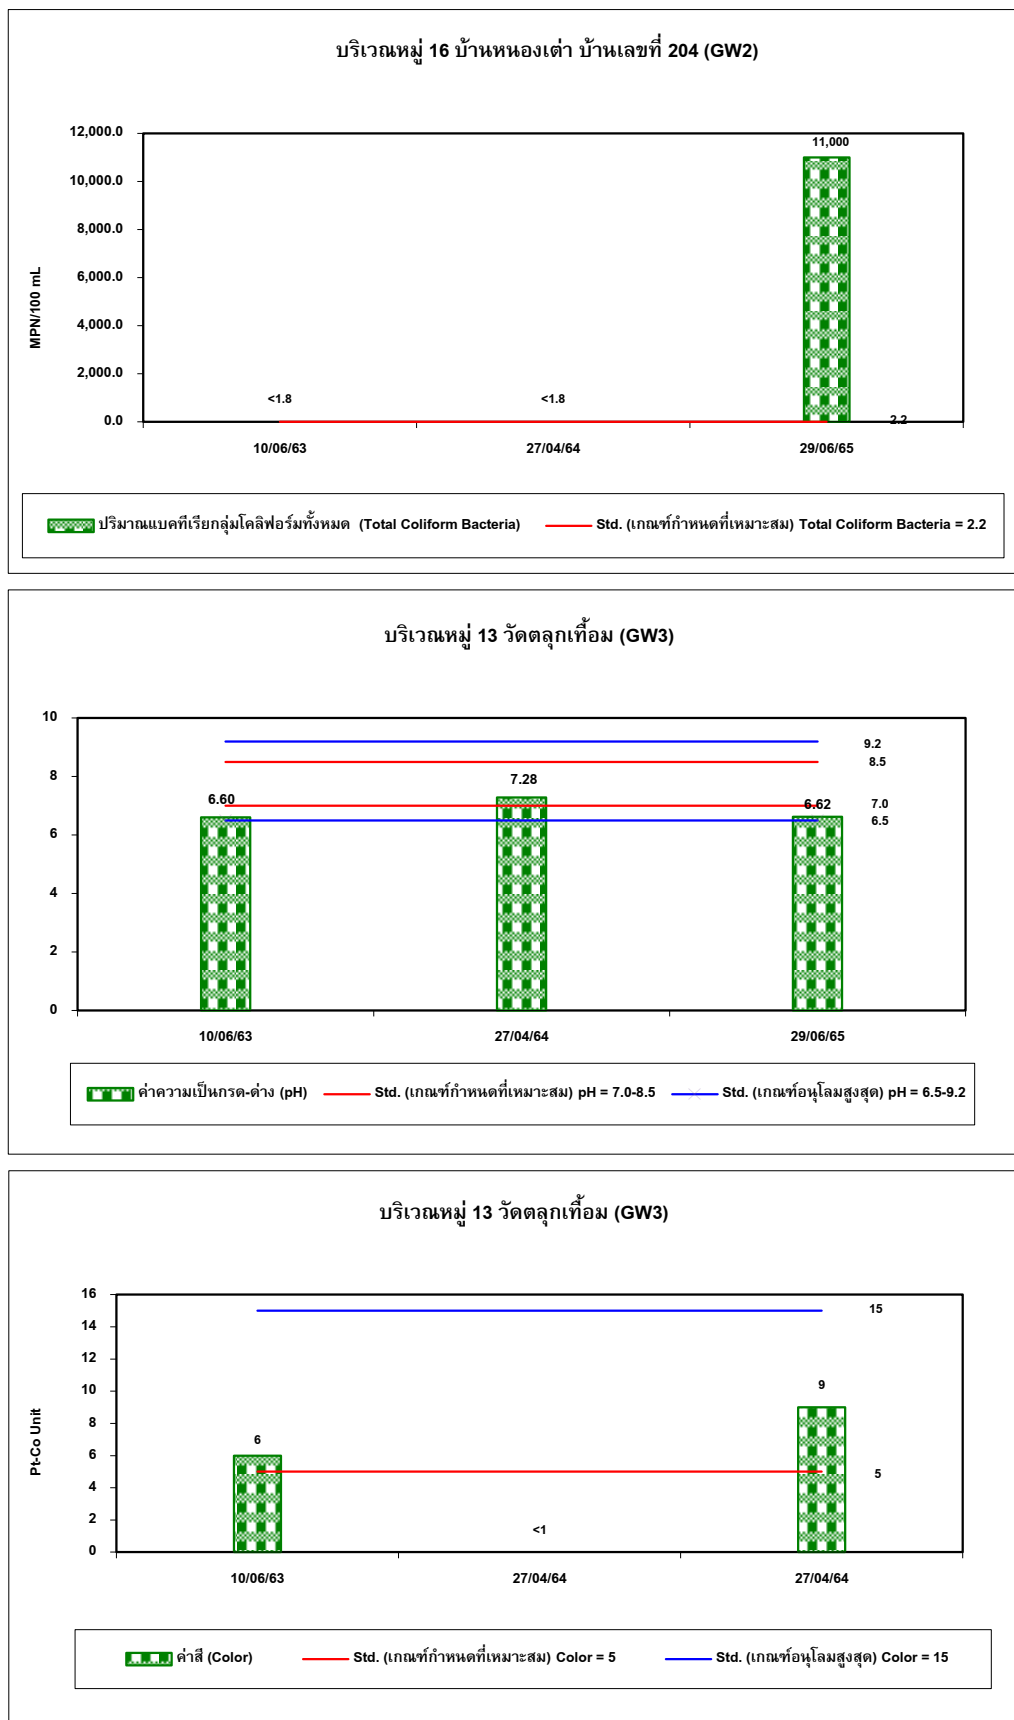 บริเวณหมู่ 16 บ้านหนองเต่า บ้านเลขที่ 204 (GW2)
12,000.0
11,000
10,000.0
8,000.0
6,000.0
MPN/100 mL
4,000.0
2,000.0
<1.8 <1.8
0.0 2.2
10/06/63 27/04/64 29/06/65
ปริมาณแบคทีเรียกลุ่มโคลิฟอร์มทั้งหมด (Total Coliform Bacteria) Std. (เกณฑ์กำหนดที่เหมาะสม) Total Coliform Bacteria = 2.2
บริเวณหมู่ 13 วัดตลุกเทื้อม (GW3)
10
9.2
8.5
8 7.28
6.60 6.62 7.0
6.5
6
4
2
0
10/06/63 27/04/64 29/06/65
ค่าความเป็นกรด-ด่าง (pH) Std. (เกณฑ์กำหนดที่เหมาะสม) pH = 7.0-8.5 Std. (เกณฑ์อนุโลมสูงสุด) pH = 6.5-9.2
บริเวณหมู่ 13 วัดตลุกเทื้อม (GW3)
16
15
14
12
10 9
8
Pt-Co Unit
6 6
5
4
2 <1
0
10/06/63 27/04/64 27/04/64
ค่าสี (Color) Std. (เกณฑ์กำหนดที่เหมาะสม) Color = 5 Std. (เกณฑ์อนุโลมสูงสุด) Color = 15